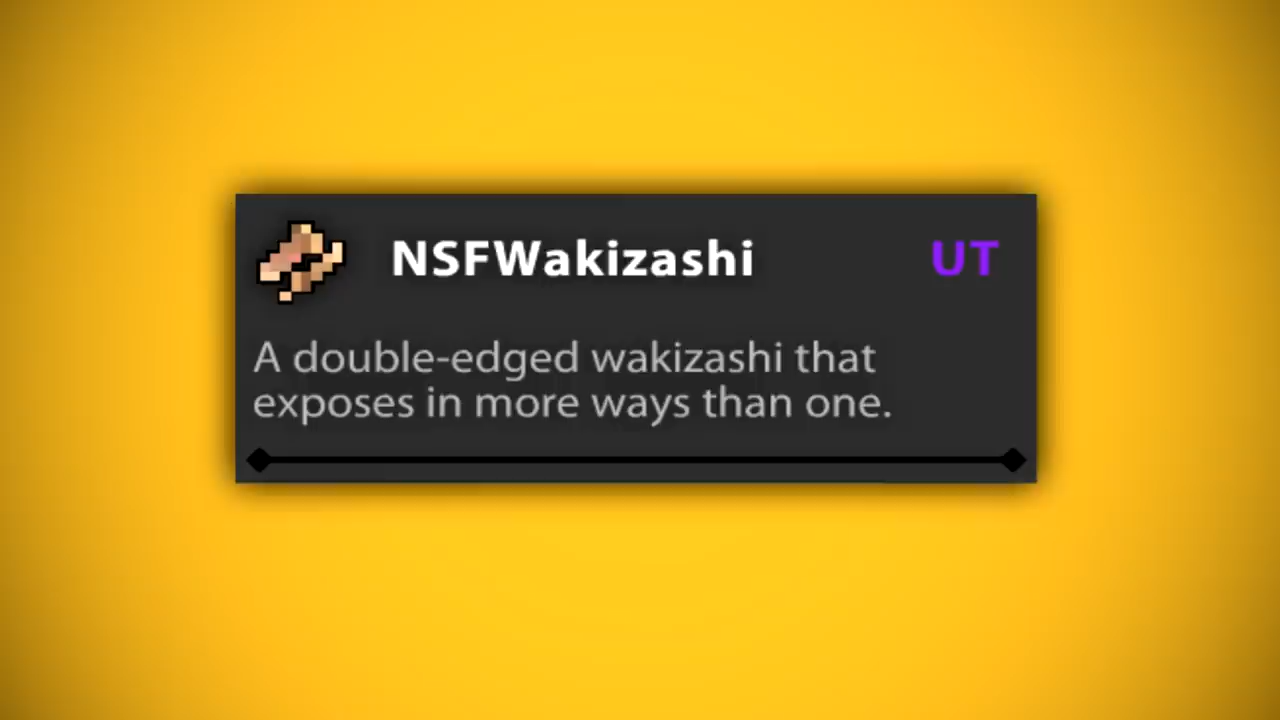 NSFWakizashi UT
A double-edged wakizashi that
exposes in more ways than one.